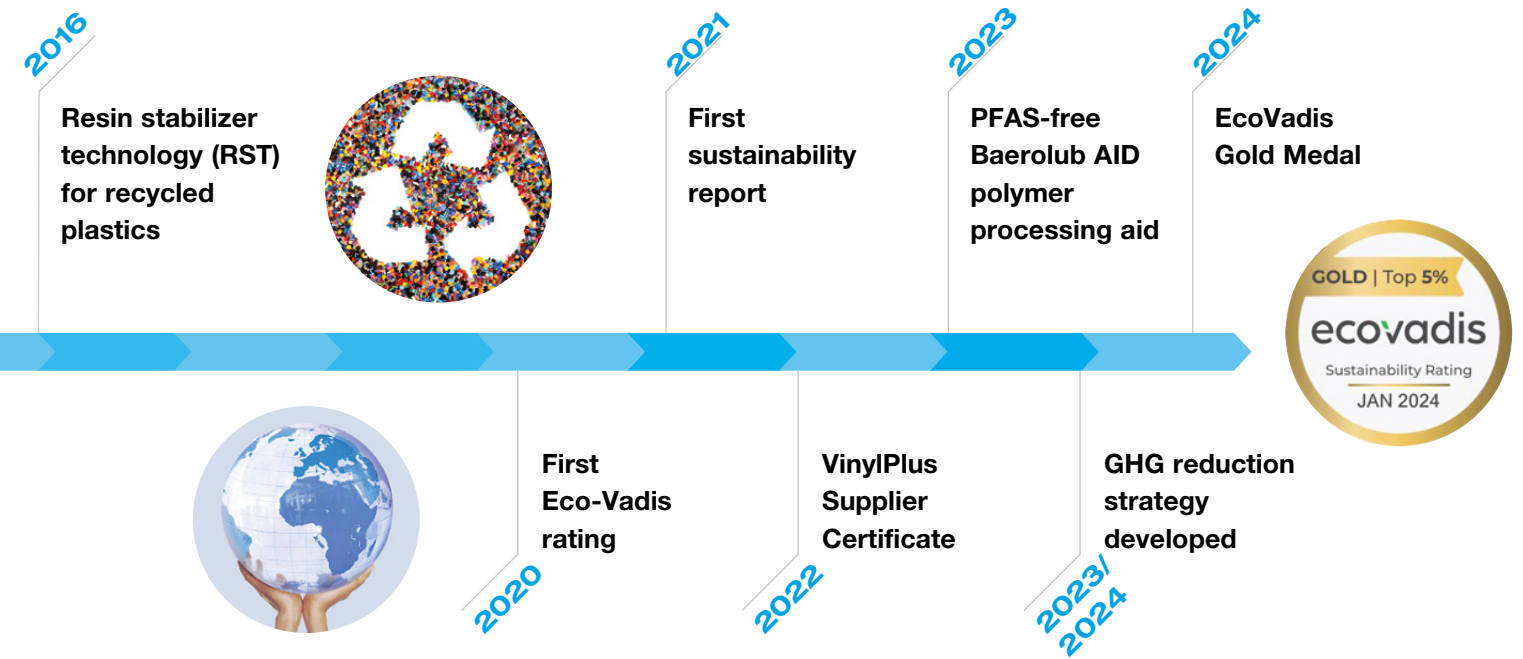 2016
Resin stabilizer
technology (RST)
for recycled
plastics
2021
First
sustainability
report
2023
PFAS-free
Baerolub AID
polymer
processing aid
2024
EcoVadis
Gold Medal
GOLD | Top 5%
ecovadis
Sustainability Rating
JAN 2024
First
Eco-Vadis
rating
2020
VinylPlus
Supplier
Certificate
2022
GHG reduction
strategy
developed
2023/
2024